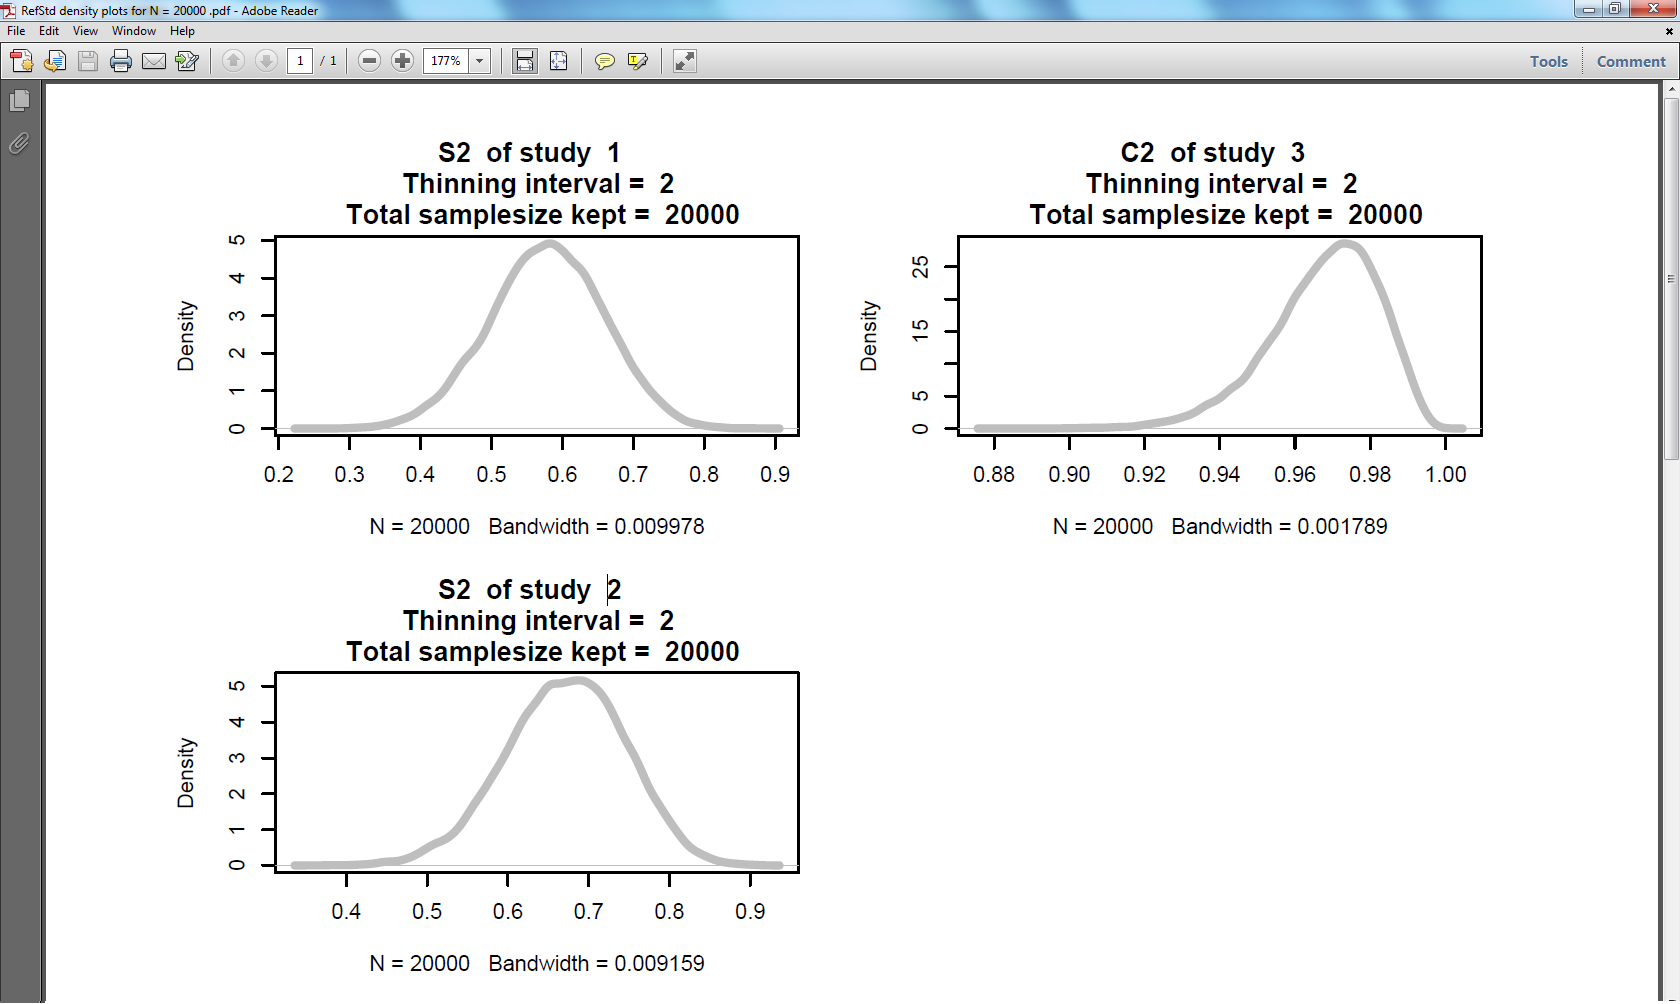 RefStd density plots for N = 20000 .pdf - Adobe Reader
File Edit View Window Help
1 / 1 177% Tools Comment
S2 of study 1
Thinning interval = 2
Total samplesize kept = 20000
Density
5
4
3
2
1
0
0.2 0.3 0.4 0.5 0.6 0.7 0.8 0.9
N = 20000 Bandwidth = 0.009978
C2 of study 3
Thinning interval = 2
Total samplesize kept = 20000
Density
25
15
5
0
0.88 0.90 0.92 0.94 0.96 0.98 1.00
N = 20000 Bandwidth = 0.001789
S2 of study 2
Thinning interval = 2
Total samplesize kept = 20000
Density
5
4
3
2
1
0
0.4 0.5 0.6 0.7 0.8 0.9
N = 20000 Bandwidth = 0.009159